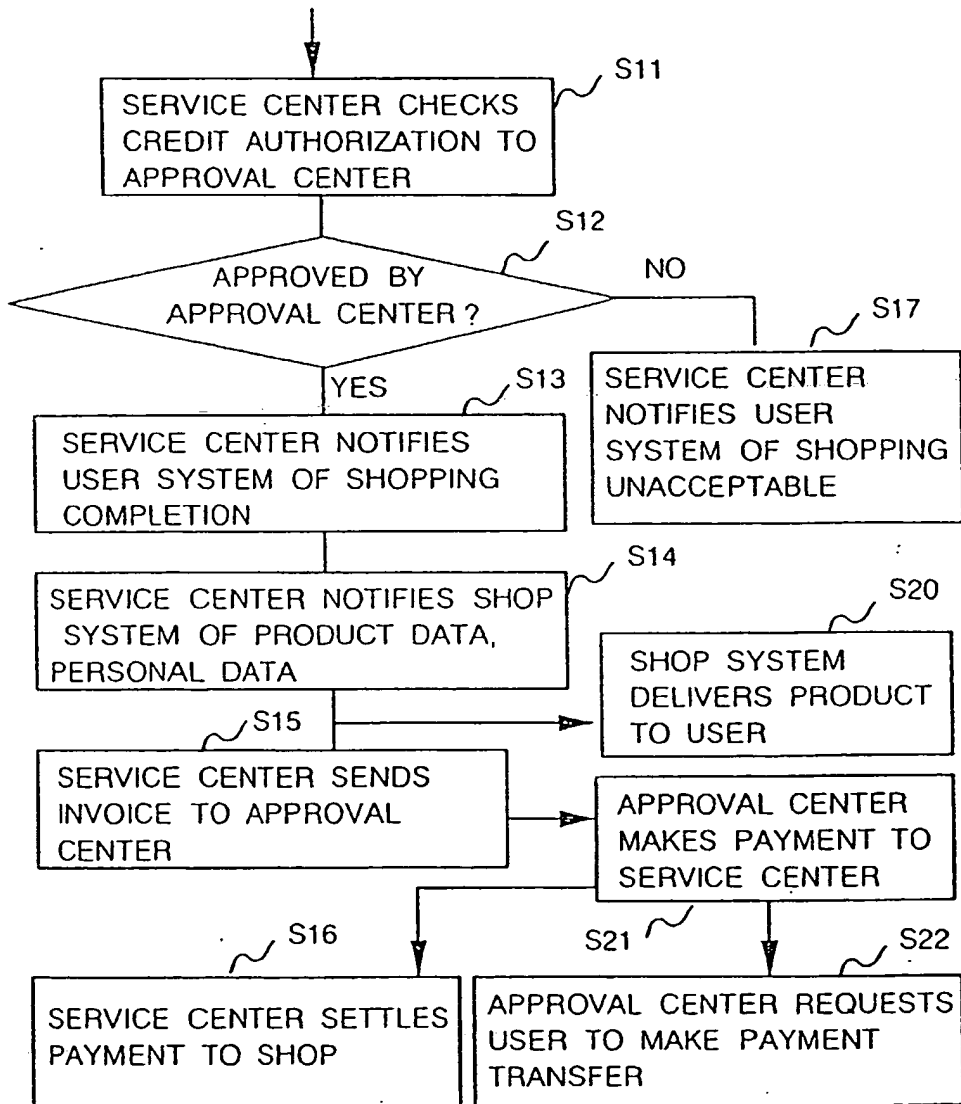 S11
SERVICE CENTER CHECKS
CREDIT AUTHORIZATION TO
APPROVAL CENTER
S12
APPROVED BY
APPROVAL CENTER ?
NO
YES
S17
SERVICE CENTER
NOTIFIES USER
SYSTEM OF SHOPPING
UNACCEPTABLE
S13
SERVICE CENTER NOTIFIES
USER SYSTEM OF SHOPPING
COMPLETION
S14
SERVICE CENTER NOTIFIES SHOP
SYSTEM OF PRODUCT DATA,
PERSONAL DATA
S20
SHOP SYSTEM
DELIVERS PRODUCT
TO USER
S15
SERVICE CENTER SENDS
INVOICE TO APPROVAL
CENTER
APPROVAL CENTER
MAKES PAYMENT TO
SERVICE CENTER
S21
S16
SERVICE CENTER SETTLES
PAYMENT TO SHOP
S22
APPROVAL CENTER REQUESTS
USER TO MAKE PAYMENT
TRANSFER